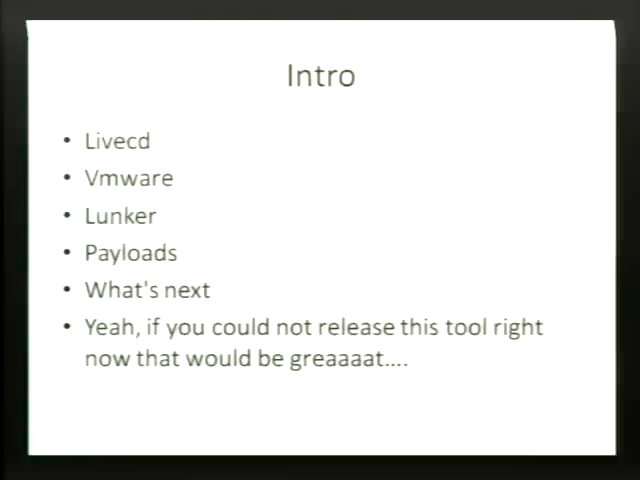 Intro
• Livecd
• Vmware
• Lunker
• Payloads
• What's next
• Yeah, if you could not release this tool right
now that would be greaaaat....